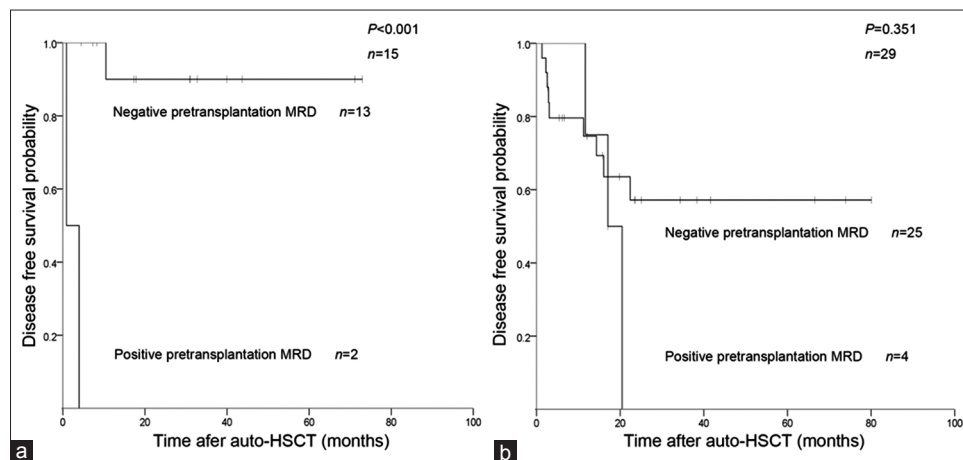 P<0.001
n=15
1.0
0.8
0.6
0.4
0.2
Disease free survival probability
Negative pretransplantation MRD n=13
Positive pretransplantation MRD n=2
0 20 40 60 80 100
Time afer auto-HSCT (months)
a
P=0.351
n=29
1.0
0.8
0.6
0.4
0.2
Disease free survival probability
Negative pretransplantation MRD n=25
Positive pretransplantation MRD n=4
0 20 40 60 80 100
Time after auto-HSCT (months)
b